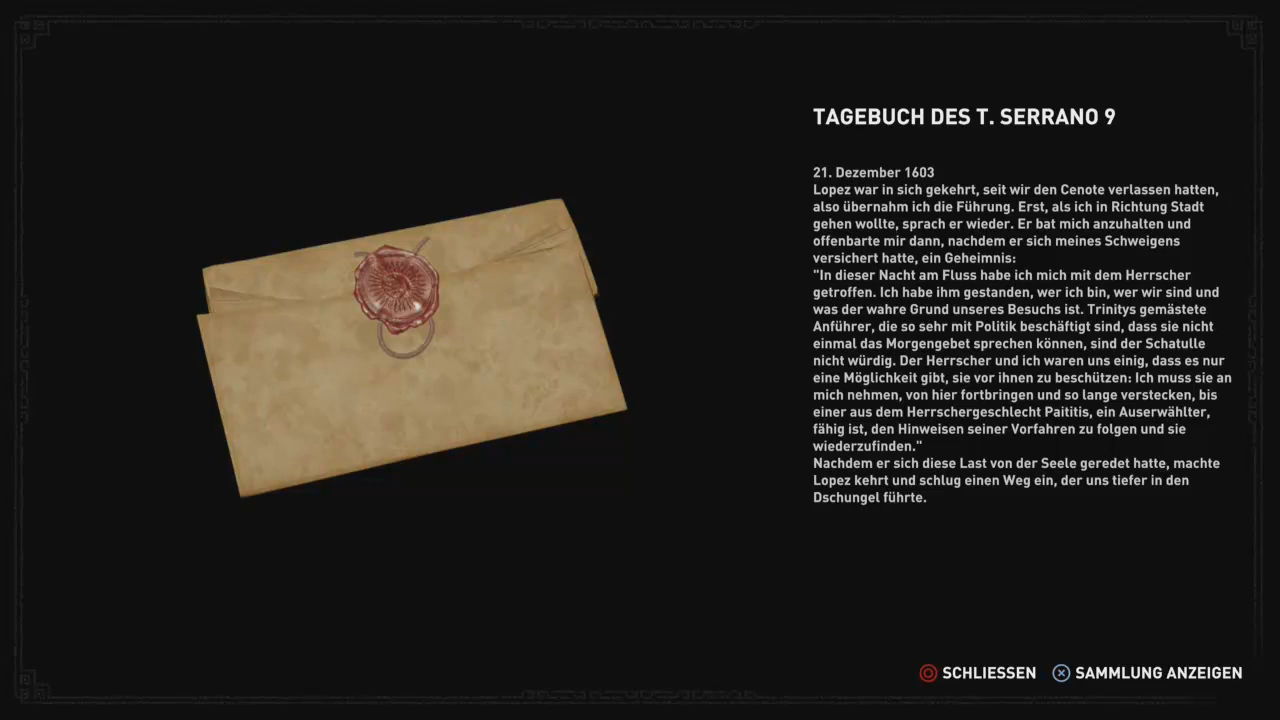 TAGEBUCH DES T. SERRANO 9
21. Dezember 1603
Lopez war in sich gekehrt, seit wir den Cenote verlassen hatten,
also übernahm ich die Führung. Erst, als ich in Richtung Stadt
gehen wollte, sprach er wieder. Er bat mich anzuhalten und
offenbarte mir dann, nachdem er sich meines Schweigens
versichert hatte, ein Geheimnis:
"In dieser Nacht am Fluss habe ich mich mit dem Herrscher
getroffen. Ich habe ihm gestanden, wer ich bin, wer wir sind und
was der wahre Grund unseres Besuchs ist. Trinitys gemästete
Anführer, die so sehr mit Politik beschäftigt sind, dass sie nicht
einmal das Morgengebet sprechen können, sind der Schatulle
nicht würdig. Der Herrscher und ich waren uns einig, dass es nur
eine Möglichkeit gibt, sie vor ihnen zu beschützen: Ich muss sie an
mich nehmen, von hier fortbringen und so lange verstecken, bis
einer aus dem Herrschergeschlecht Paititis, ein Auserwählter,
fähig ist, den Hinweisen seiner Vorfahren zu folgen und sie
wiederzufinden."
Nachdem er sich diese Last von der Seele geredet hatte, machte
Lopez kehrt und schlug einen Weg ein, der uns tiefer in den
Dschungel führte.
SCHLIESSEN SAMMLUNG ANZEIGEN